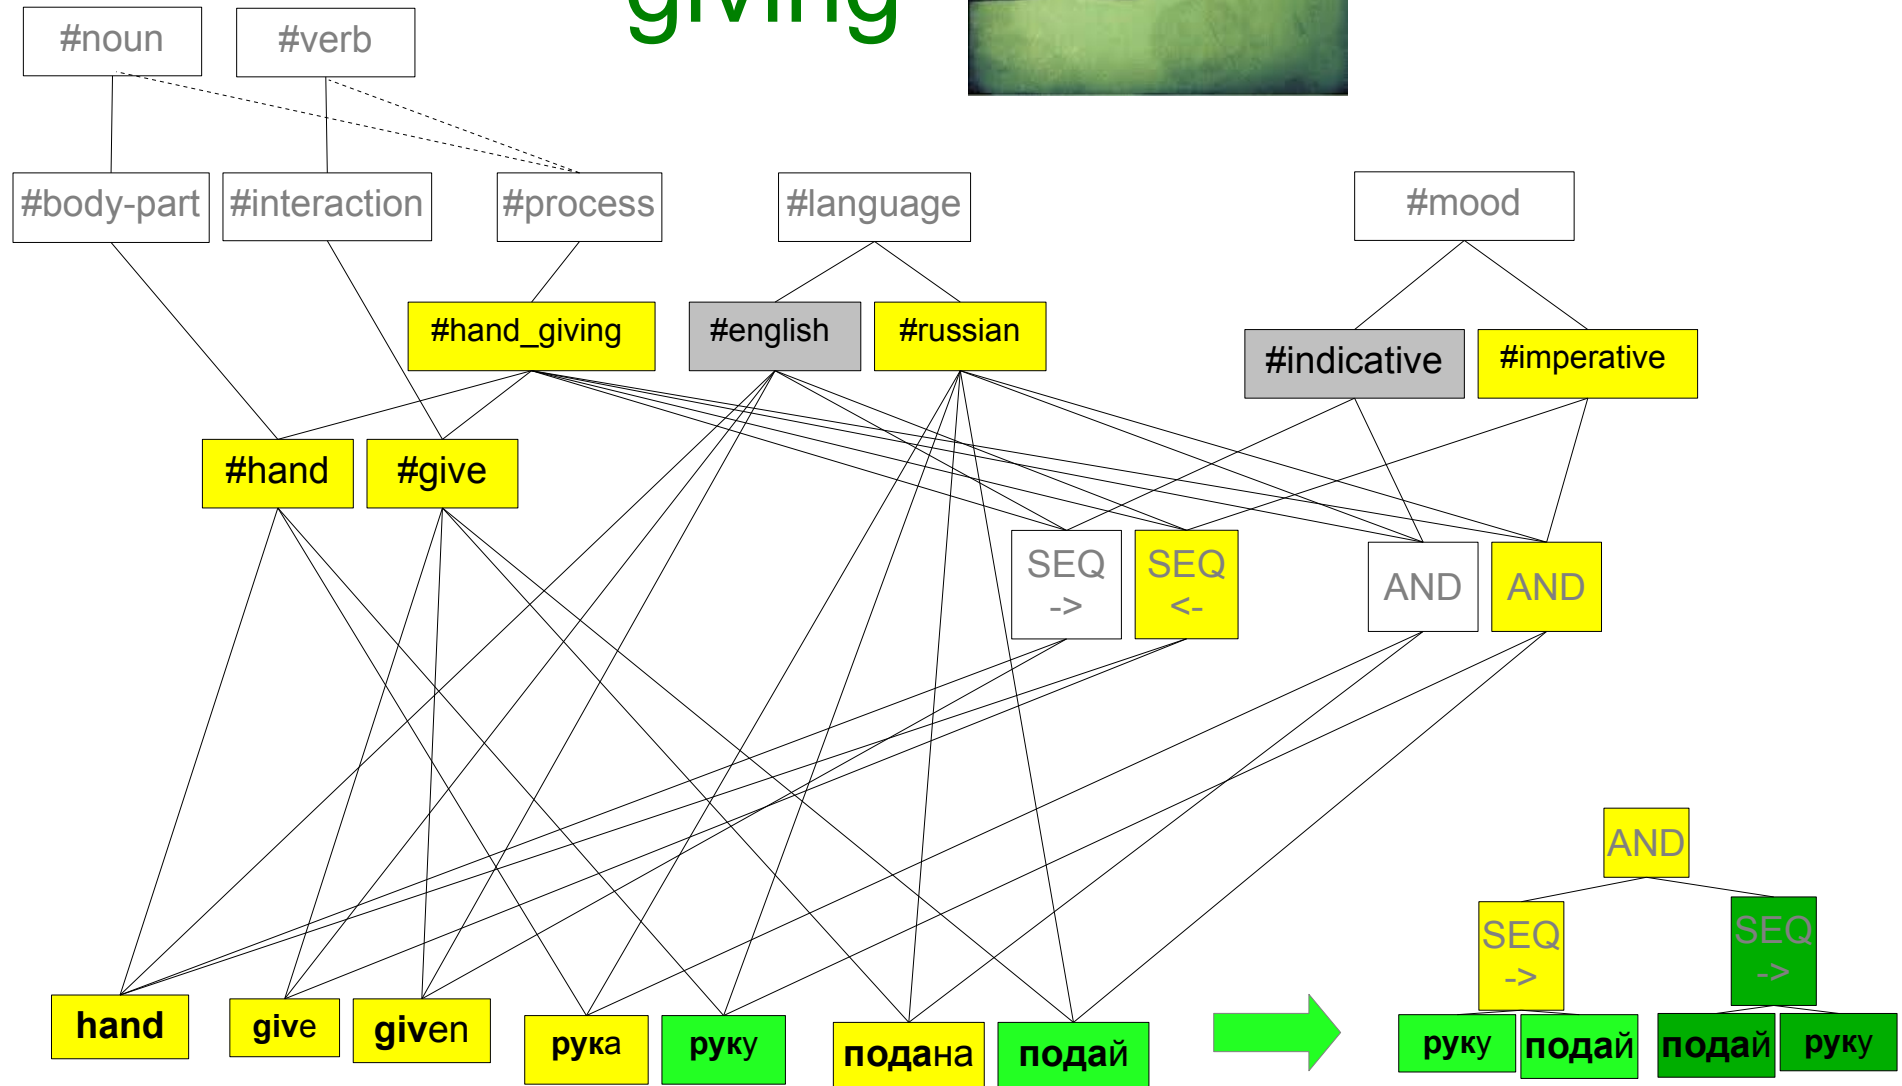 giving
#noun
#verb
#body-part
#interaction
#process
#language
#mood
#hand_giving
#english
#russian
#indicative
#imperative
#hand
#give
SEQ
->
SEQ
<-
AND
AND
AND
SEQ
->
SEQ
->
hand
give
given
рука
руку
подана
подай
руку
подай
подай
руку